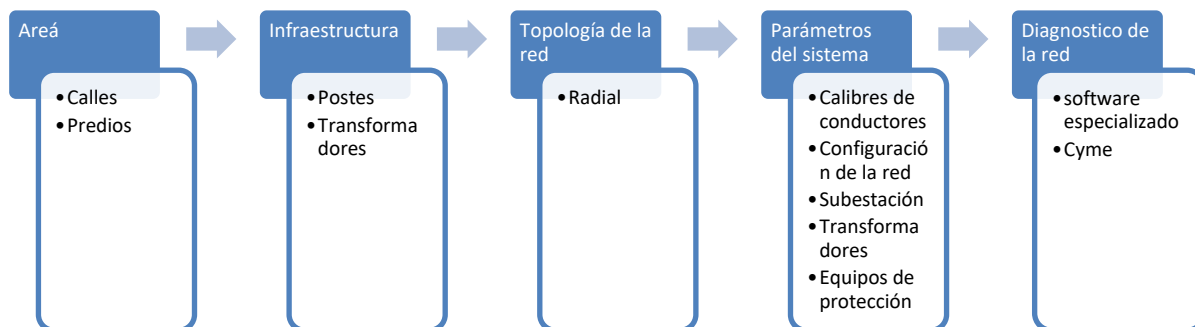 Areá
• Calles
• Predios
Infraestructura
• Postes
• Transforma
dores
Topología de la
red
• Radial
Parámetros
del sistema
• Calibres de
conductores
• Configuració
n de la red
• Subestación
• Transforma
dores
• Equipos de
protección
Diagnostico de
la red
• software
especializado
• Cyme